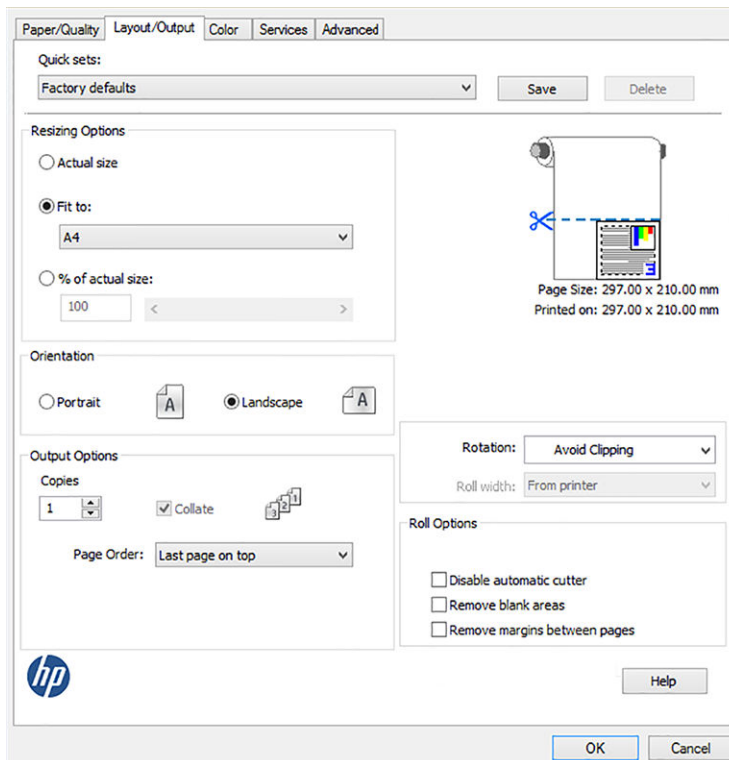 Paper/Quality Layout/Output Color Services Advanced
Quick sets:
Factory defaults Save Delete
Resizing Options
Actual size
Fit to:
A4
% of actual size:
100
Page Size: 297.00 x 210.00 mm
Printed on: 297.00 x 210.00 mm
Orientation
Portrait A Landscape A
Output Options
Copies
1 Collate 3 2 1
Page Order: Last page on top
Rotation: Avoid Clipping
Roll width: From printer
Roll Options
Disable automatic cutter
Remove blank areas
Remove margins between pages
hp
Help
OK Cancel